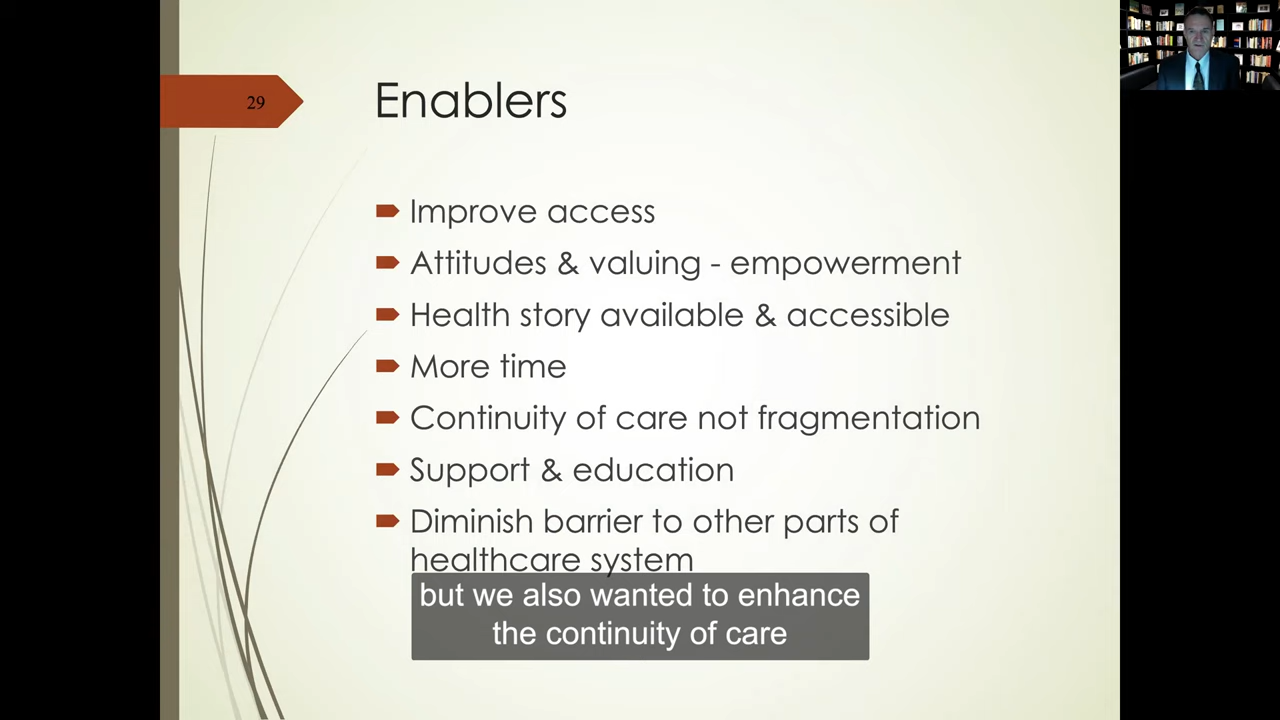 29
Enablers
Improve access
Attitudes & valuing - empowerment
Health story available & accessible
More time
Continuity of care not fragmentation
Support & education
Diminish barrier to other parts of
healthcare system
but we also wanted to enhance
the continuity of care